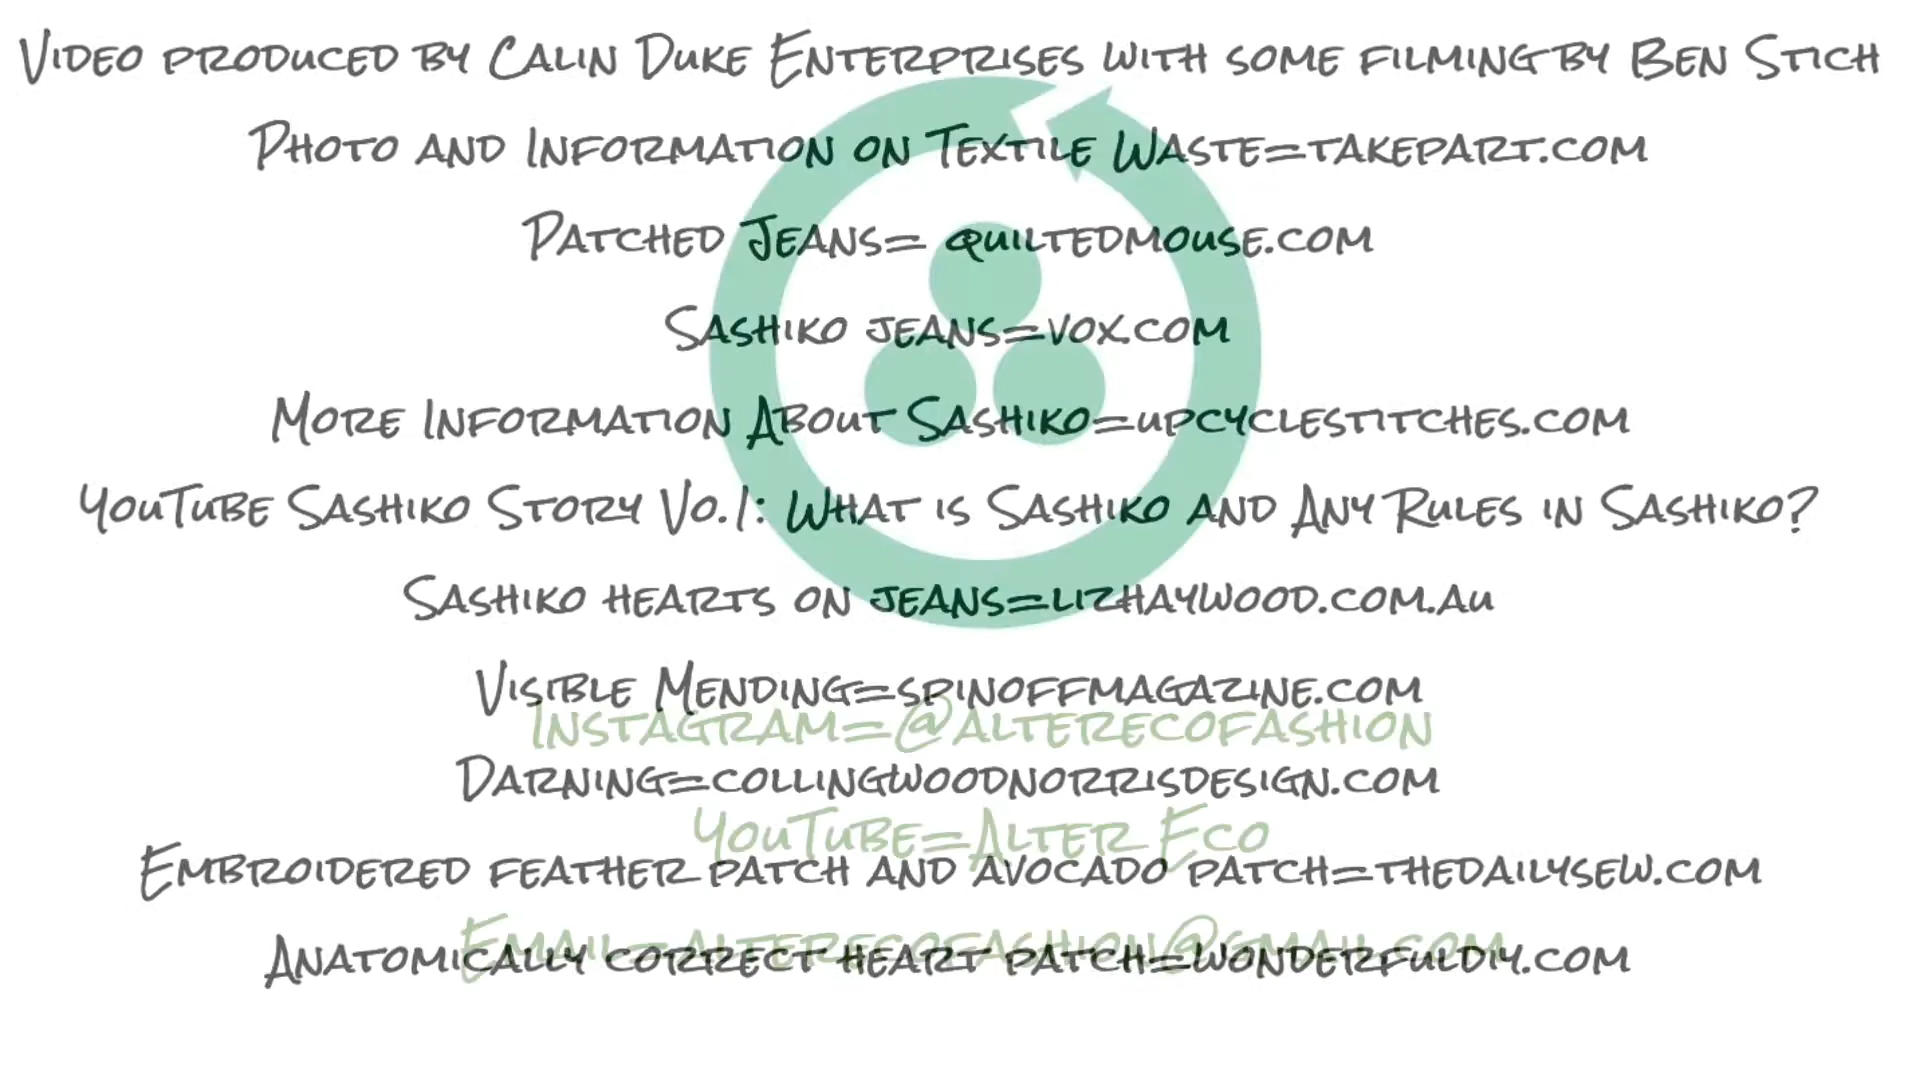 Video produced by Calin Duke Enterprises with some filming by Ben Stich
Photo and Information on Textile Waste=takepart.com
Patched Jeans= quiltedmouse.com
Sashiko jeans=vox.com
More Information About Sashiko=upcyclestitches.com
YouTube Sashiko Story Vo.1: What is Sashiko and Any Rules in Sashiko?
Sashiko hearts on jeans=lizhaywood.com.au
Visible Mending=spinoffmagazine.com
Instagram=@alterecofashion
Darning=collingwoodnorrisdesign.com
YouTube=Alter Eco
Embroidered feather patch and avocado patch=thedailysew.com
Email=alterecofashion@gmail.com
Anatomically correct heart patch=wonderfuldiy.com